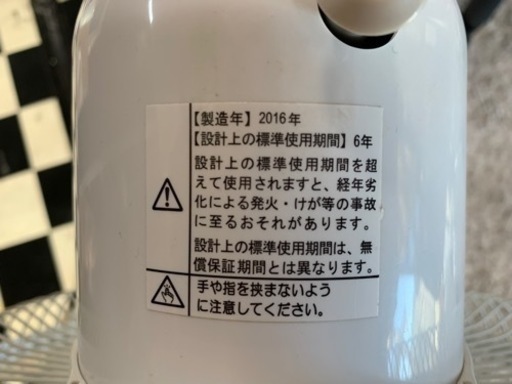 【製造年】2016年
【設計上の標準使用期間】6年
設計上の標準使用期間を超
えて使用されますと、経年劣
化による発火・けが等の事故
に至るおそれがあります。
設計上の標準使用期間は、無
償保証期間とは異なります。
手や指を挟まないよう
に注意してください。